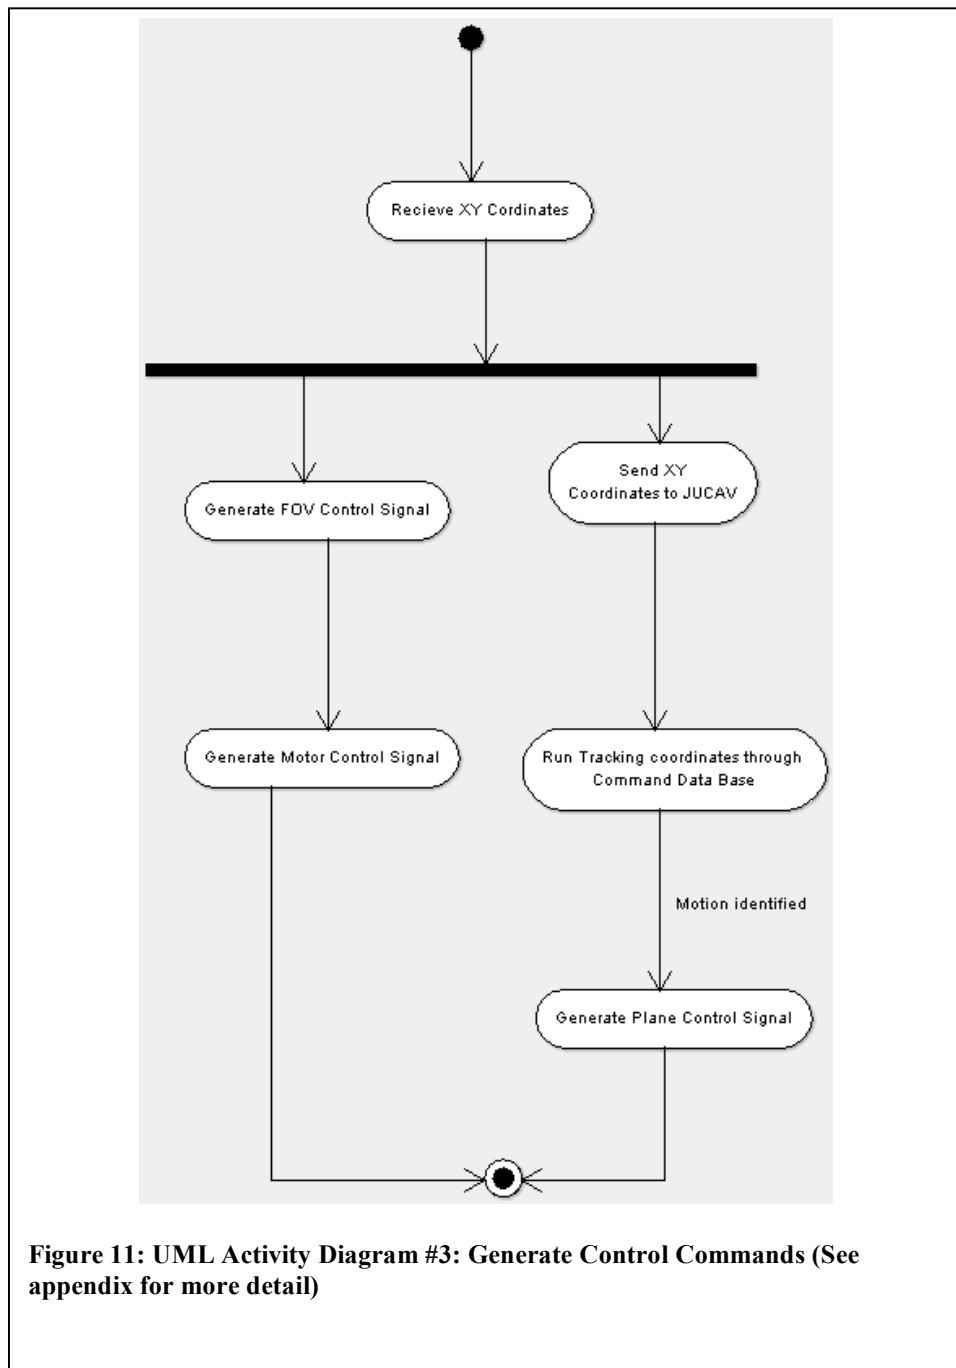 Recieve XY Cordinates
Generate FOV Control Signal
Send XY
Coordinates to JUCAV
Generate Motor Control Signal
Run Tracking coordinates through
Command Data Base
Motion identified
Generate Plane Control Signal
Figure 11: UML Activity Diagram #3: Generate Control Commands (See
appendix for more detail)